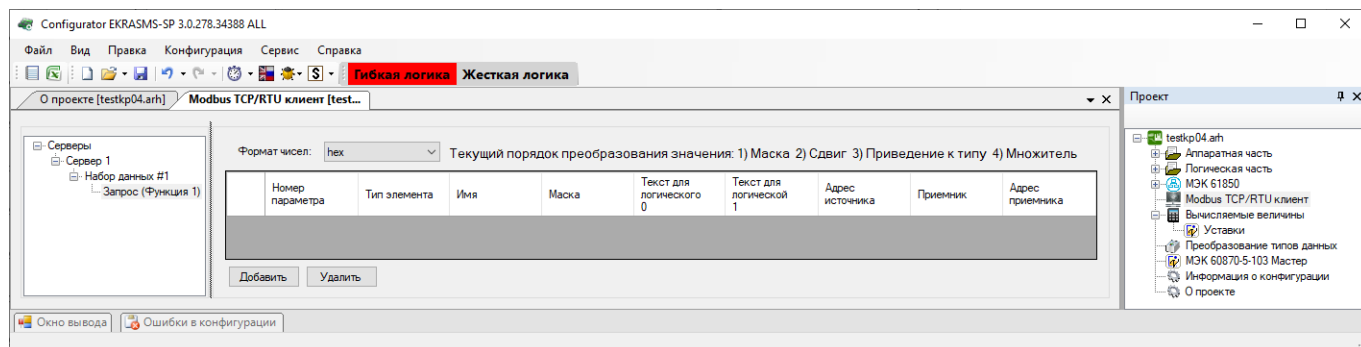 Configurator EKRASMS-SP 3.0.278.34388 ALL
Файл Вид Правка Конфигурация Сервис Справка
Гибкая логика Жесткая логика
О проекте [testkp04.arh] Modbus TCP/RTU клиент [test...
Серверы
Сервер 1
Набор данных #1
Запрос (Функция 1)
Формат чисел: hex Текущий порядок преобразования значения: 1) Маска 2) Сдвиг 3) Приведение к типу 4) Множитель
Номер параметра
Тип элемента
Имя
Маска
Текст для логического 0
Текст для логической 1
Адрес источника
Приемник
Адрес приемника
Добавить Удалить
Проект
testkp04.arh
Аппаратная часть
Логическая часть
МЭК 61850
Modbus TCP/RTU клиент
Вычисляемые величины
Уставки
Преобразование типов данных
МЭК 60870-5-103 Мастер
Информация о конфигурации
О проекте
Окно вывода Ошибки в конфигурации